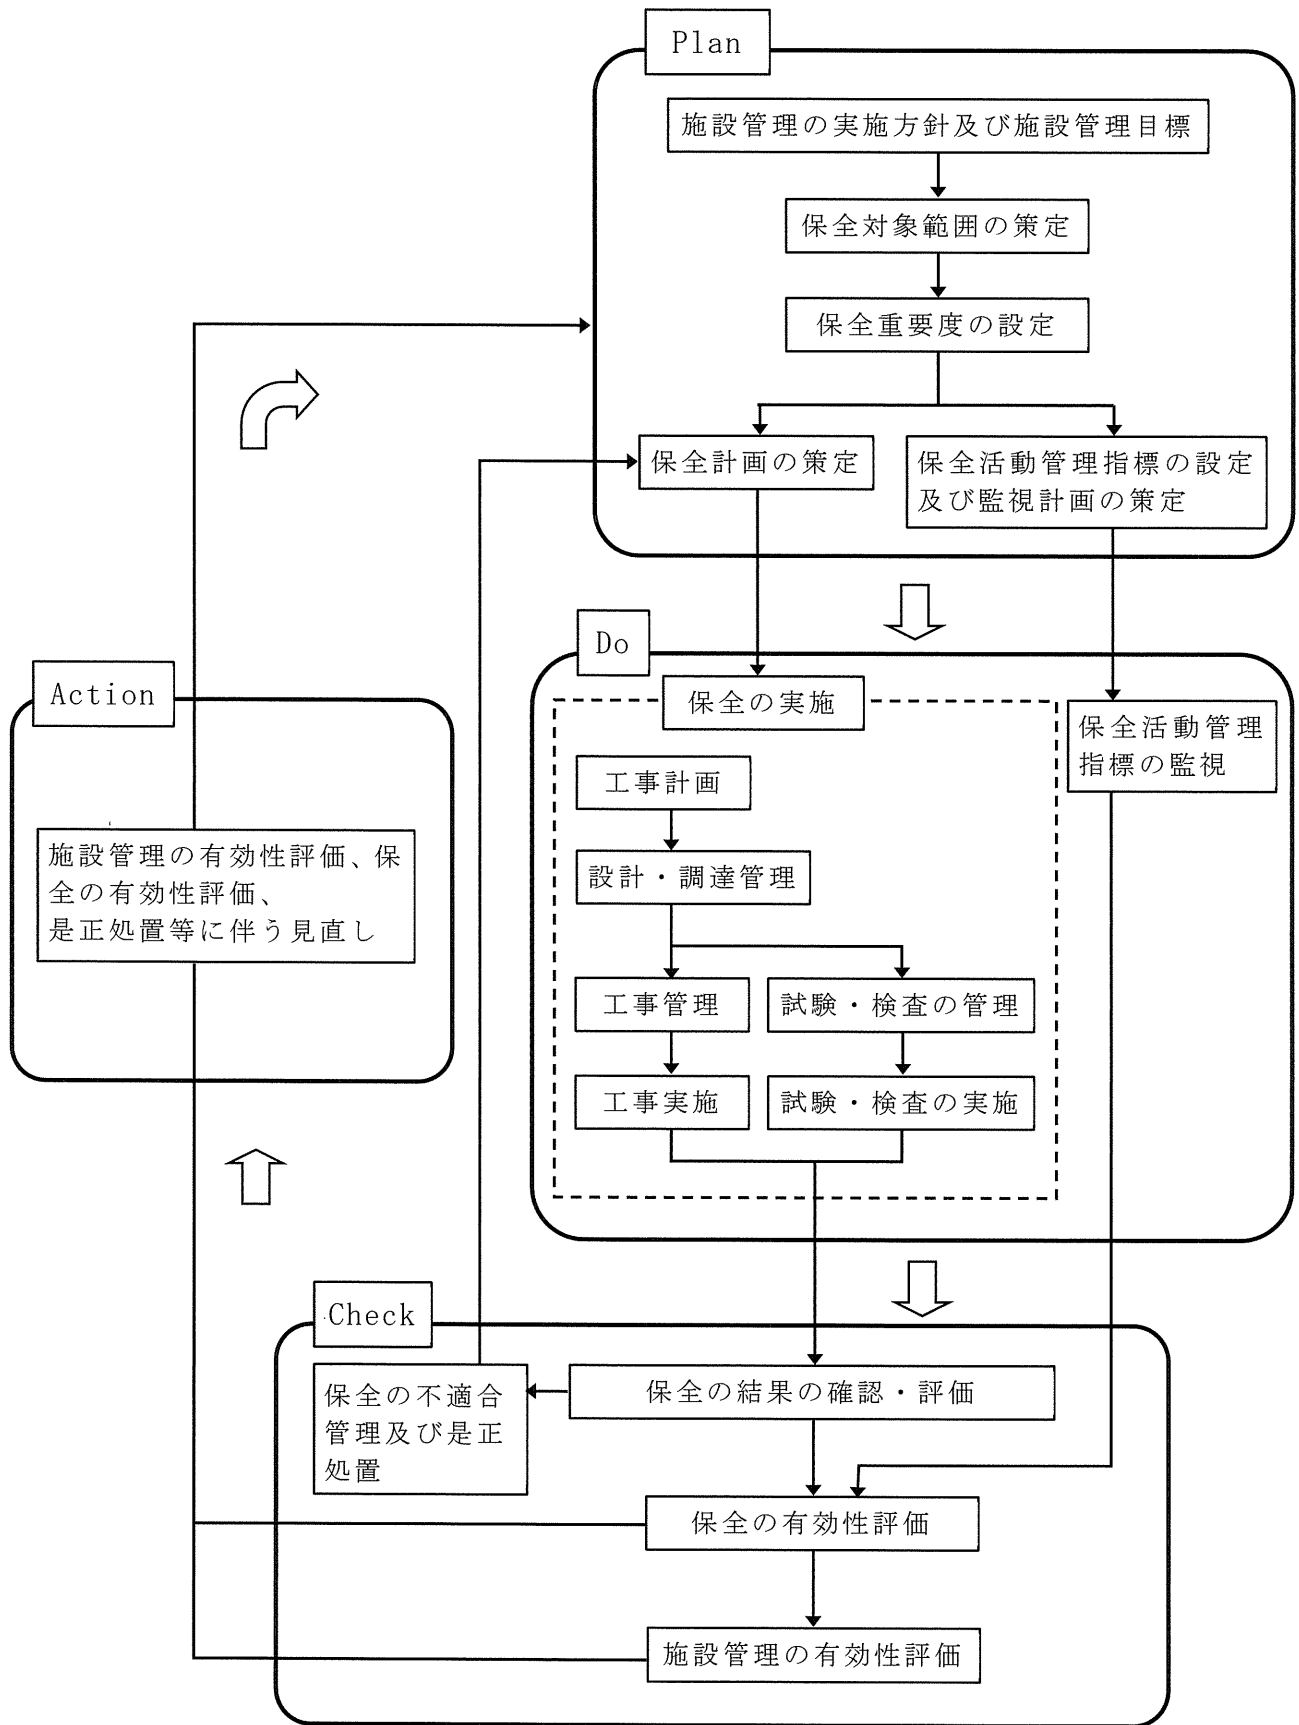 Plan
施設管理の実施方針及び施設管理目標
保全対象範囲の策定
保全重要度の設定
保全計画の策定
保全活動管理指標の設定
及び監視計画の策定
Do
保全の実施
保全活動管理
指標の監視
工事計画
設計・調達管理
工事管理
試験・検査の管理
工事実施
試験・検査の実施
Action
施設管理の有効性評価、保
全の有効性評価、
是正処置等に伴う見直し
Check
保全の不適合
管理及び是正
処置
保全の結果の確認・評価
保全の有効性評価
施設管理の有効性評価